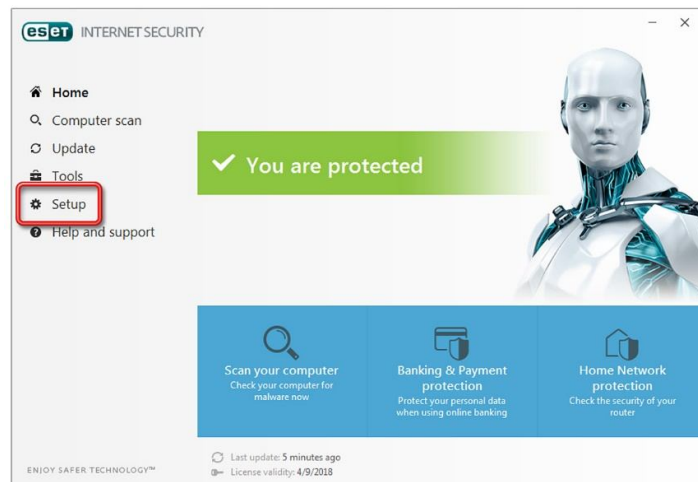 eset INTERNET SECURITY
Home
Computer scan
Update
Tools
Setup
Help and support
You are protected
Scan your computer
Check your computer for
malware now
Banking & Payment
protection
Protect your personal data
when using online banking
Home Network
protection
Check the security of your
router
Last update: 5 minutes ago
License validity: 4/9/2018
ENJOY SAFER TECHNOLOGY™